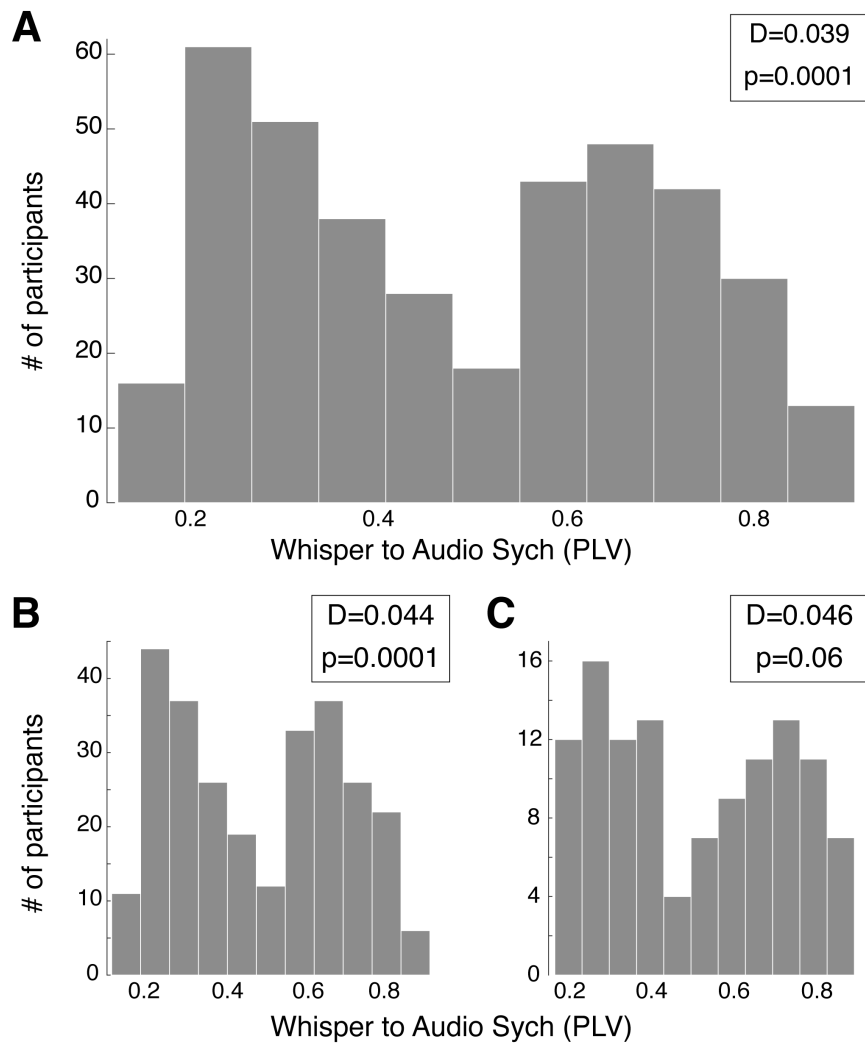 A
D=0.039
p=0.0001
60
50
40
30
20
10
0
# of participants
0.2 0.4 0.6 0.8
Whisper to Audio Sych (PLV)
B
D=0.044
p=0.0001
40
30
20
10
0
# of participants
0.2 0.4 0.6 0.8
C
D=0.046
p=0.06
16
12
8
4
0
0.2 0.4 0.6 0.8
Whisper to Audio Sych (PLV)